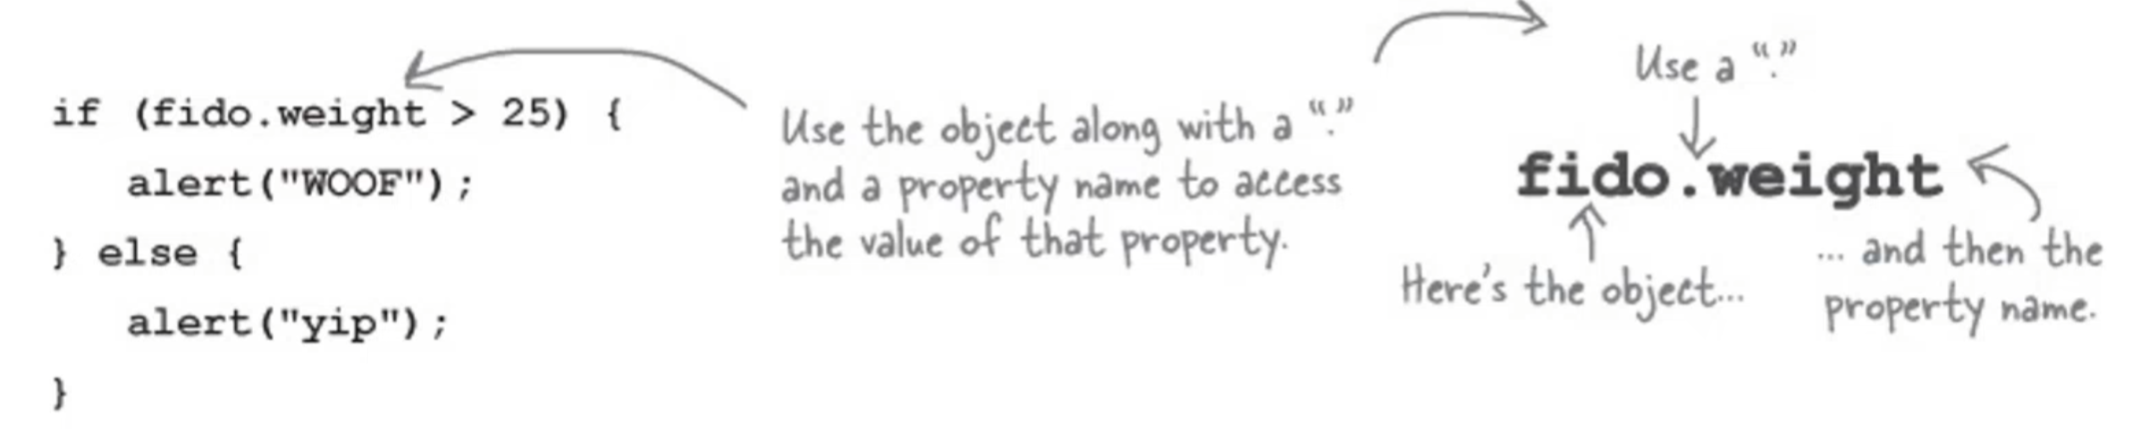 if (fido.weight > 25) {
alert("WOOF");
} else {
alert("yip");
}
Use the object along with a “.”
and a property name to access
the value of that property.
Use a “.”
fido.weight
Here's the object...
... and then the
property name.